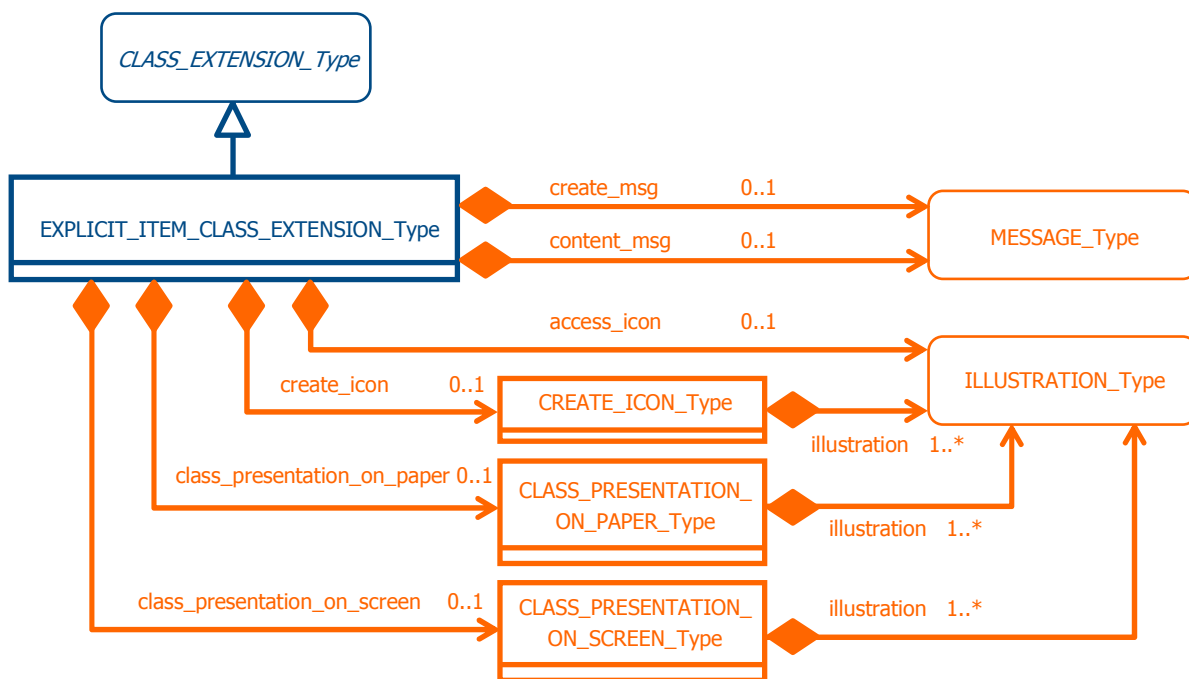 CLASS_EXTENSION_Type
EXPLICIT_ITEM_CLASS_EXTENSION_Type
create_msg 0..1
content_msg 0..1
MESSAGE_Type
access_icon 0..1
ILLUSTRATION_Type
create_icon 0..1
CREATE_ICON_Type
illustration 1..*
class_presentation_on_paper 0..1
CLASS_PRESENTATION_
ON_PAPER_Type
illustration 1..*
class_presentation_on_screen 0..1
CLASS_PRESENTATION_
ON_SCREEN_Type
illustration 1..*